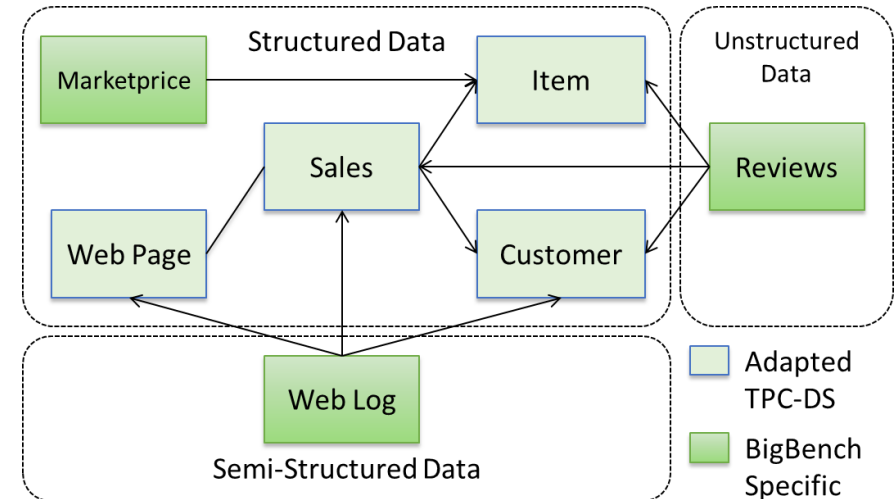 Structured Data
Unstructured
Data
Marketprice
Item
Sales
Reviews
Web Page
Customer
Web Log
Semi-Structured Data
Adapted
TPC-DS
BigBench
Specific